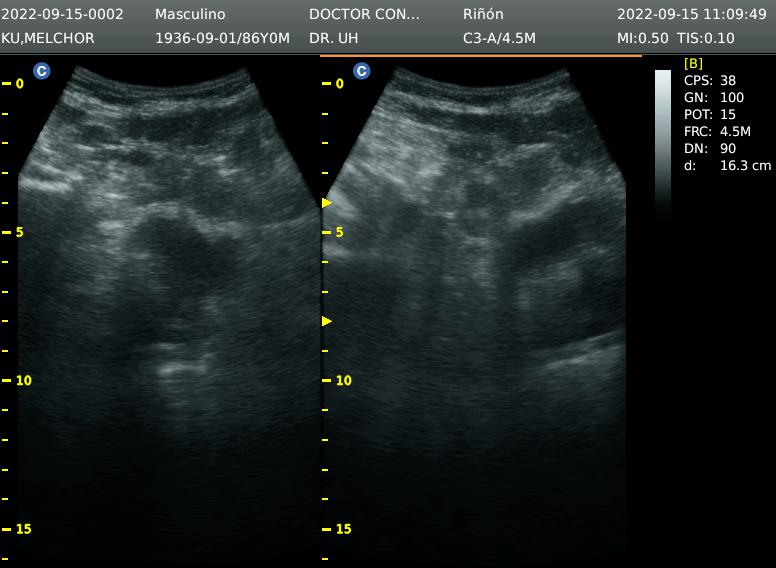 2022-09-15-0002 Masculino DOCTOR CON... Riñón 2022-09-15 11:09:49
KU,MELCHOR 1936-09-01/86Y0M DR. UH C3-A/4.5M MI:0.50 TIS:0.10
C
C
[B]
CPS: 38
GN: 100
POT: 15
FRC: 4.5M
DN: 90
d: 16.3 cm
0
5
10
15
0
5
10
15